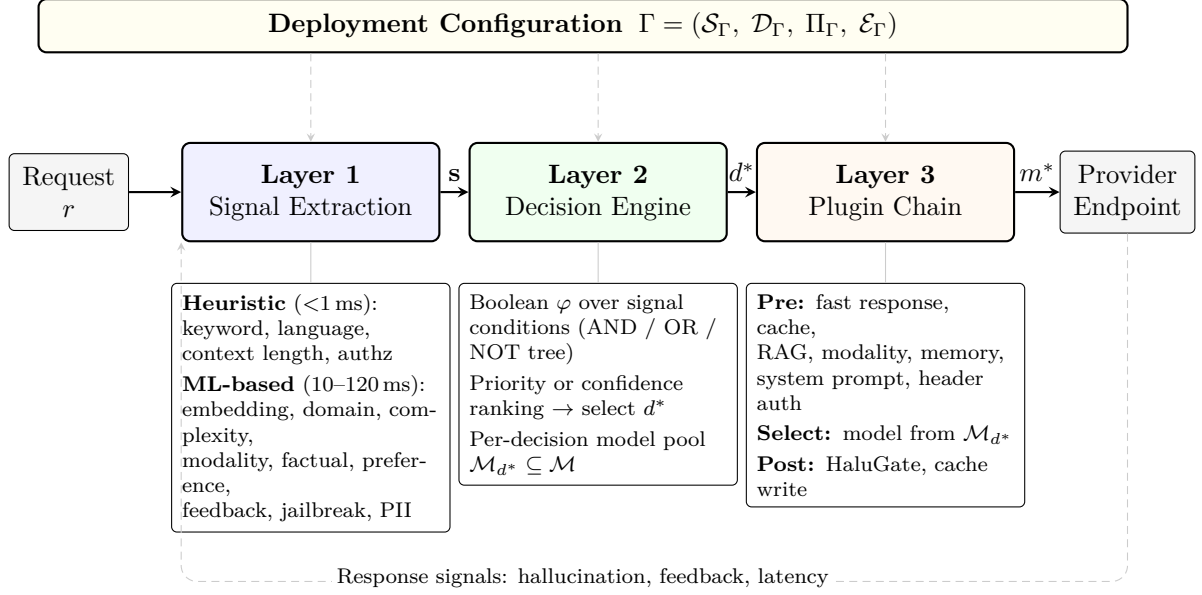 Deployment Configuration Γ = (𝒮_Γ, 𝒟_Γ, Π_Γ, ℰ_Γ)
Request
r
Layer 1
Signal Extraction
s
Layer 2
Decision Engine
d*
Layer 3
Plugin Chain
m*
Provider
Endpoint
Heuristic (<1 ms):
keyword, language,
context length, authz
ML-based (10–120 ms):
embedding, domain, com-
plexity,
modality, factual, prefer-
ence,
feedback, jailbreak, PII
Boolean φ over signal
conditions (AND / OR /
NOT tree)
Priority or confidence
ranking → select d*
Per-decision model pool
ℳ_d* ⊆ ℳ
Pre: fast response,
cache,
RAG, modality, memory,
system prompt, header
auth
Select: model from ℳ_d*
Post: HaluGate, cache
write
Response signals: hallucination, feedback, latency